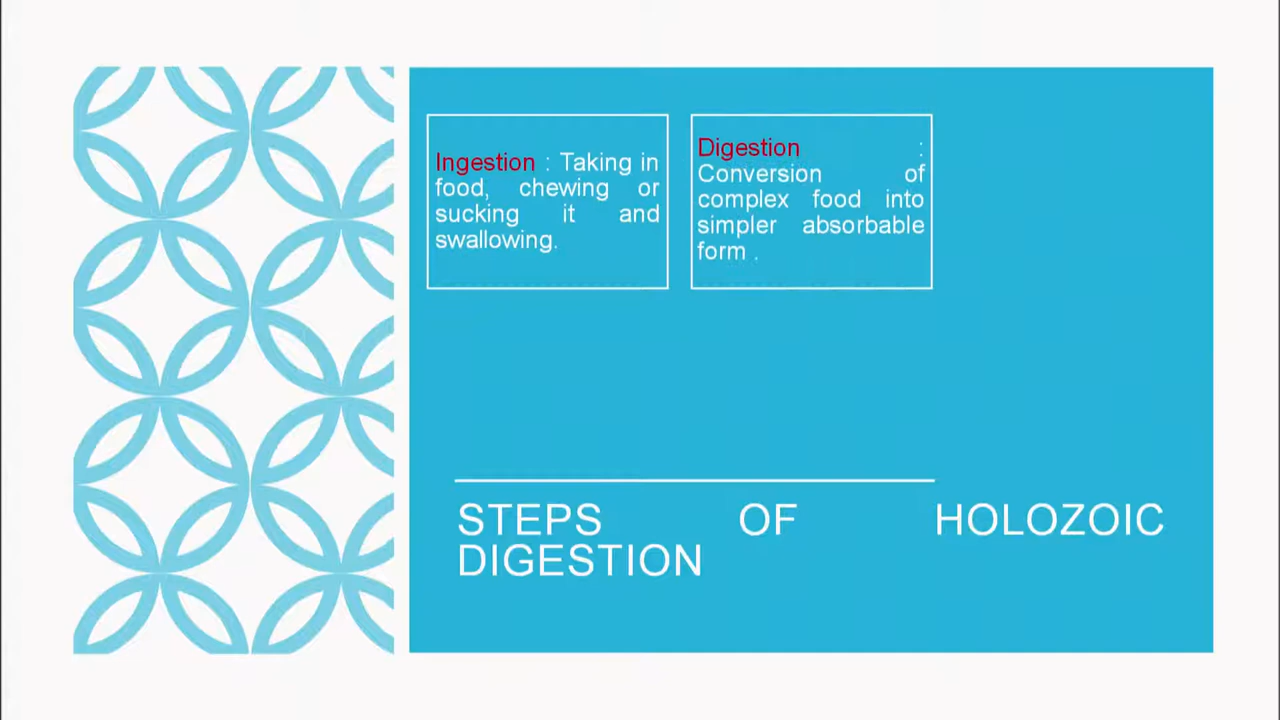 Ingestion : Taking in
food, chewing or
sucking it and
swallowing.
Digestion :
Conversion of
complex food into
simpler absorbable
form .
STEPS OF HOLOZOIC
DIGESTION